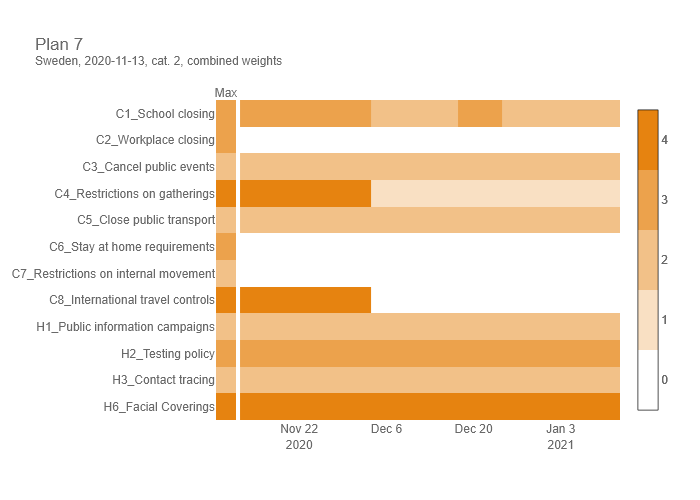 Plan 7
Sweden, 2020-11-13, cat. 2, combined weights
Max
C1_School closing
C2_Workplace closing
C3_Cancel public events
C4_Restrictions on gatherings
C5_Close public transport
C6_Stay at home requirements
C7_Restrictions on internal movement
C8_International travel controls
H1_Public information campaigns
H2_Testing policy
H3_Contact tracing
H6_Facial Coverings
Nov 22 Dec 6 Dec 20 Jan 3
2020 2021
4
3
2
1
0